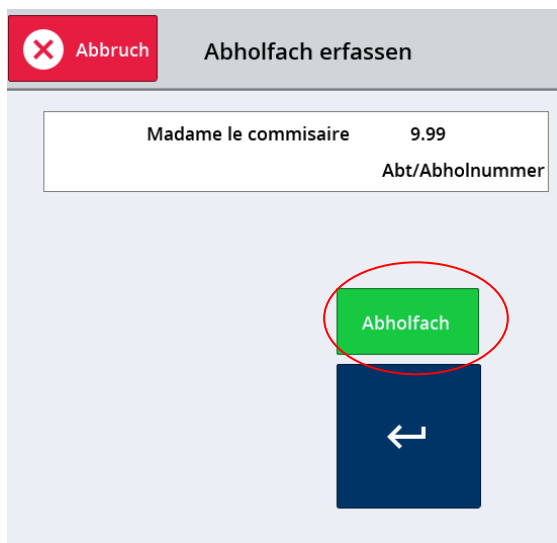 Abbruch Abholfach erfassen
Madame le commisaire 9.99
Abt/Abholnummer
Abholfach